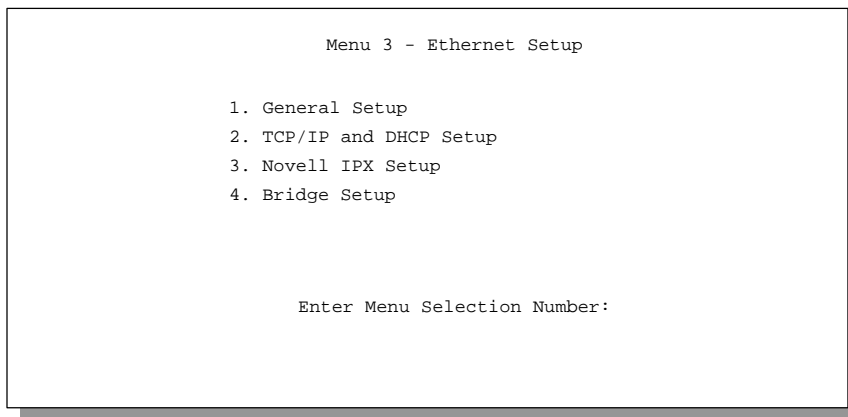 Menu 3 - Ethernet Setup
1. General Setup
2. TCP/IP and DHCP Setup
3. Novell IPX Setup
4. Bridge Setup
Enter Menu Selection Number: